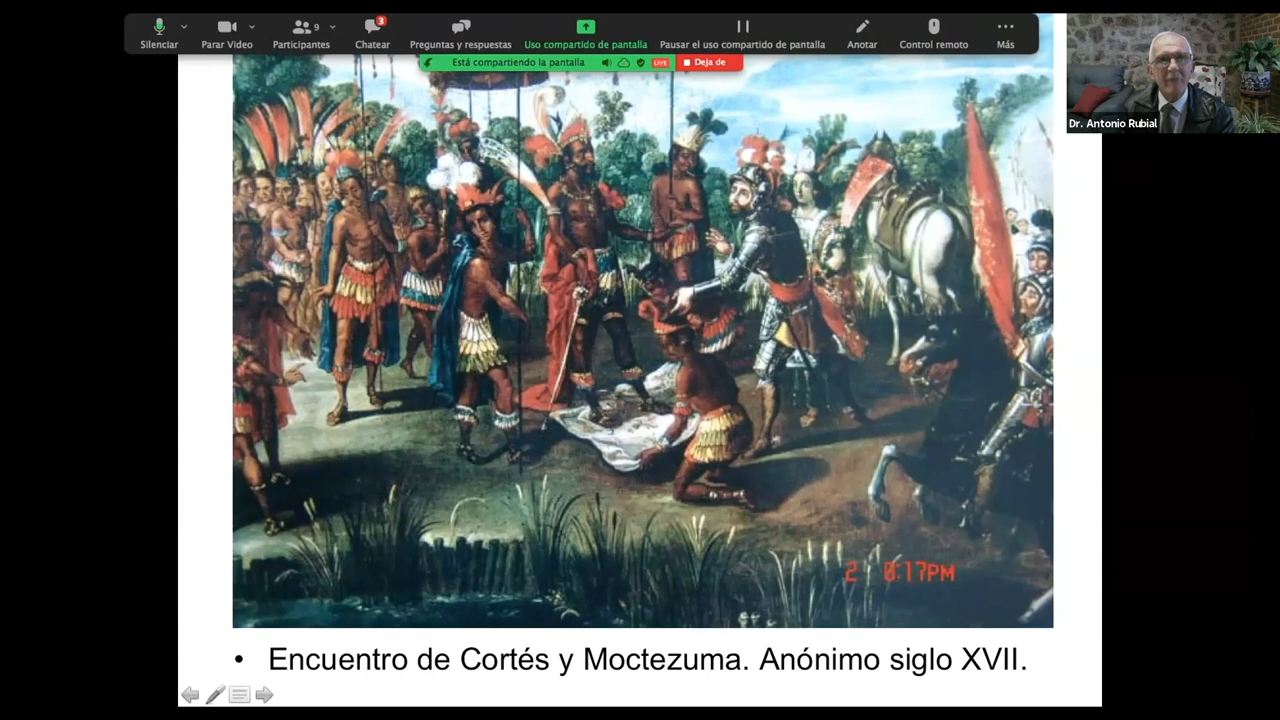 9
3
Silenciar
Parar Video
Participantes
Chatear
Preguntas y respuestas
Uso compartido de pantalla
Pausar el uso compartido de pantalla
Anotar
Control remoto
Más
Está compartiendo la pantalla
LIVE
Deja de
Dr. Antonio Rubial
2 8:17PM
• Encuentro de Cortés y Moctezuma. Anónimo siglo XVII.